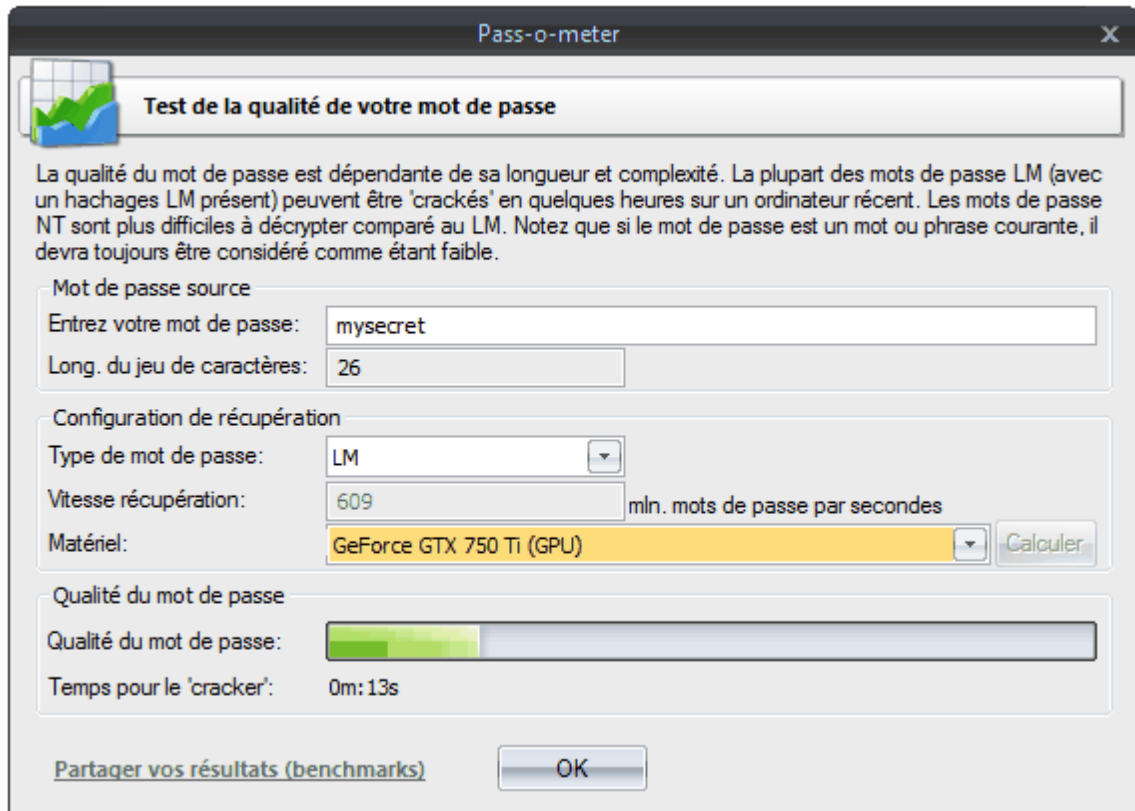 Pass-o-meter
Test de la qualité de votre mot de passe
La qualité du mot de passe est dépendante de sa longueur et complexité. La plupart des mots de passe LM (avec
un hachages LM présent) peuvent être 'crackés' en quelques heures sur un ordinateur récent. Les mots de passe
NT sont plus difficiles à décrypter comparé au LM. Notez que si le mot de passe est un mot ou phrase courante, il
devra toujours être considéré comme étant faible.
Mot de passe source
Entrez votre mot de passe: mysecret
Long. du jeu de caractères: 26
Configuration de récupération
Type de mot de passe: LM
Vitesse récupération: 609 mln. mots de passe par secondes
Matériel: GeForce GTX 750 Ti (GPU) Calculer
Qualité du mot de passe
Qualité du mot de passe:
Temps pour le 'cracker': 0m:13s
Partager vos résultats (benchmarks) OK